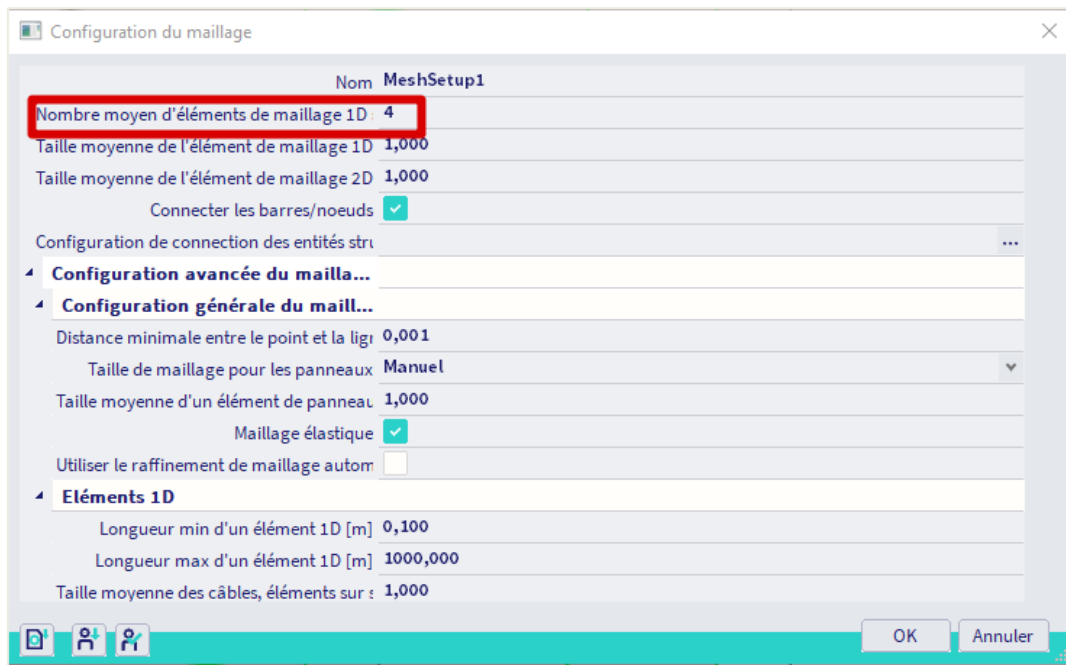 Configuration du maillage
Nom MeshSetup1
Nombre moyen d'éléments de maillage 1D 4
Taille moyenne de l'élément de maillage 1D 1,000
Taille moyenne de l'élément de maillage 2D 1,000
Connecter les barres/noeuds
Configuration de connection des entités stru ...
Configuration avancée du mailla...
Configuration générale du maill...
Distance minimale entre le point et la lign 0,001
Taille de maillage pour les panneaux Manuel
Taille moyenne d'un élément de panneau 1,000
Maillage élastique
Utiliser le raffinement de maillage autom
Eléments 1D
Longueur min d'un élément 1D [m] 0,100
Longueur max d'un élément 1D [m] 1000,000
Taille moyenne des câbles, éléments sur s 1,000
OK Annuler